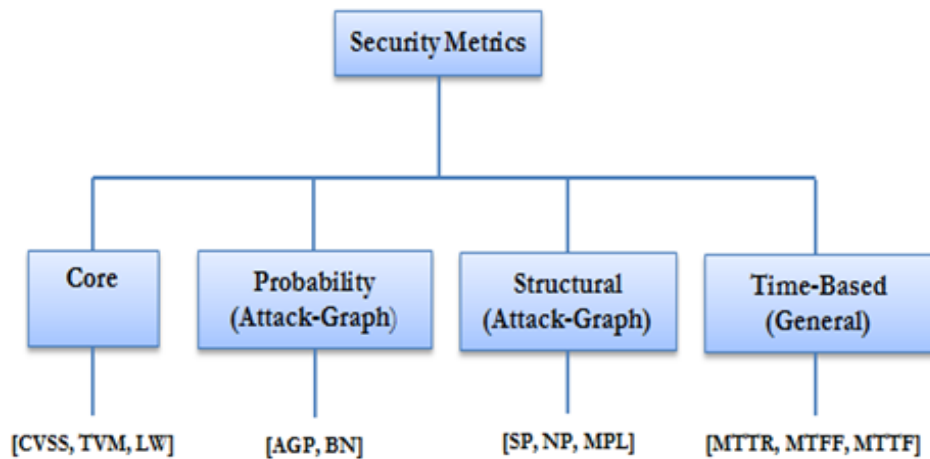 Security Metrics
Core
Probability
(Attack-Graph)
Structural
(Attack-Graph)
Time-Based
(General)
[CVSS, TVM, LW]
[AGP, BN]
[SP, NP, MPL]
[MTTR, MTFF, MTTF]